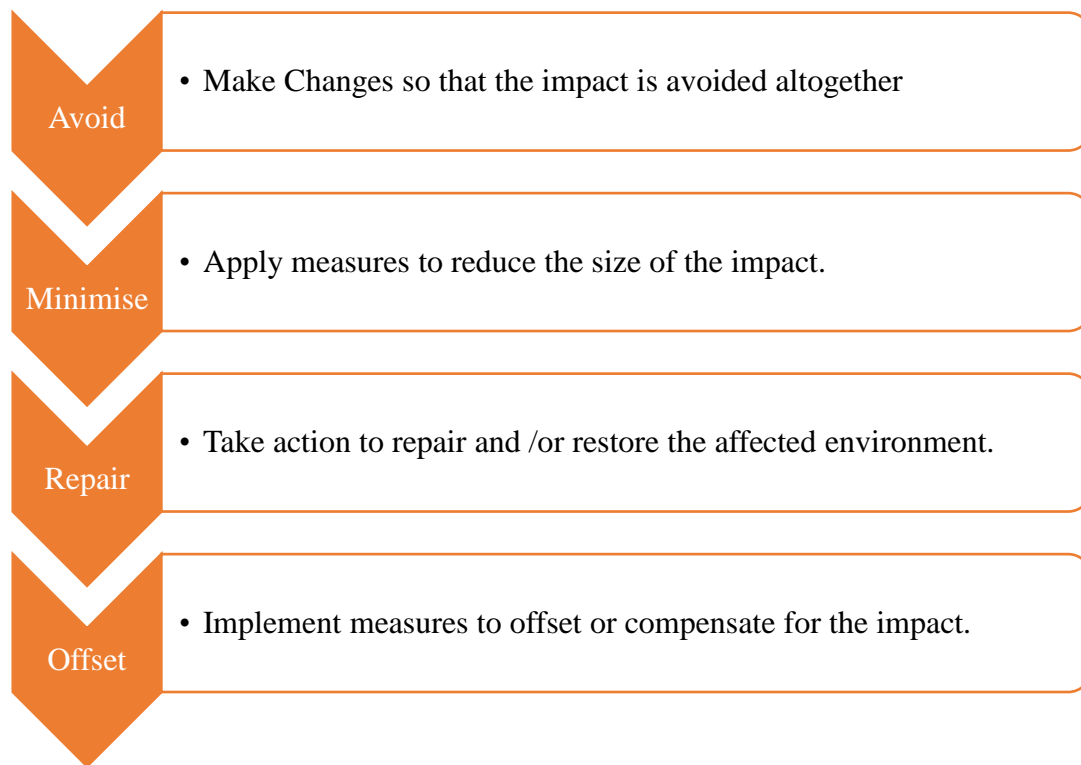 Avoid
• Make Changes so that the impact is avoided altogether
Minimise
• Apply measures to reduce the size of the impact.
Repair
• Take action to repair and /or restore the affected environment.
Offset
• Implement measures to offset or compensate for the impact.